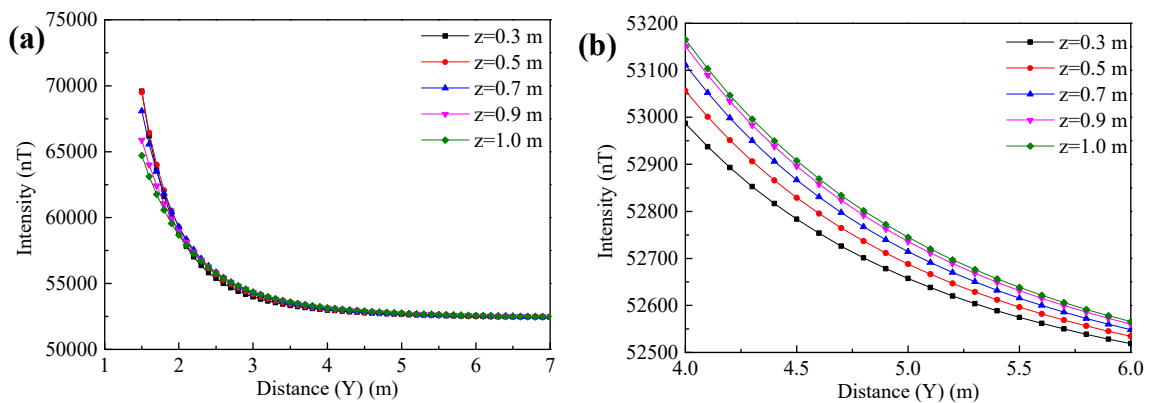 (a)
75000
70000
65000
60000
55000
50000
Intensity (nT)
z=0.3 m
z=0.5 m
z=0.7 m
z=0.9 m
z=1.0 m
1 2 3 4 5 6 7
Distance (Y) (m)
(b)
53200
53100
53000
52900
52800
52700
52600
52500
Intensity (nT)
z=0.3 m
z=0.5 m
z=0.7 m
z=0.9 m
z=1.0 m
4.0 4.5 5.0 5.5 6.0
Distance (Y) (m)